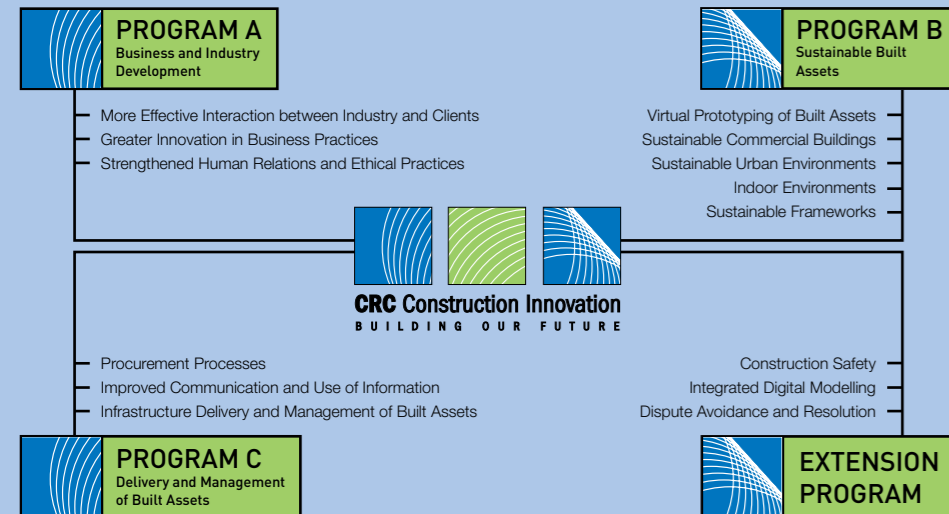 PROGRAM A
Business and Industry
Development
More Effective Interaction between Industry and Clients
Greater Innovation in Business Practices
Strengthened Human Relations and Ethical Practices
PROGRAM B
Sustainable Built
Assets
Virtual Prototyping of Built Assets
Sustainable Commercial Buildings
Sustainable Urban Environments
Indoor Environments
Sustainable Frameworks
CRC Construction Innovation
BUILDING OUR FUTURE
Procurement Processes
Improved Communication and Use of Information
Infrastructure Delivery and Management of Built Assets
PROGRAM C
Delivery and Management
of Built Assets
Construction Safety
Integrated Digital Modelling
Dispute Avoidance and Resolution
EXTENSION
PROGRAM